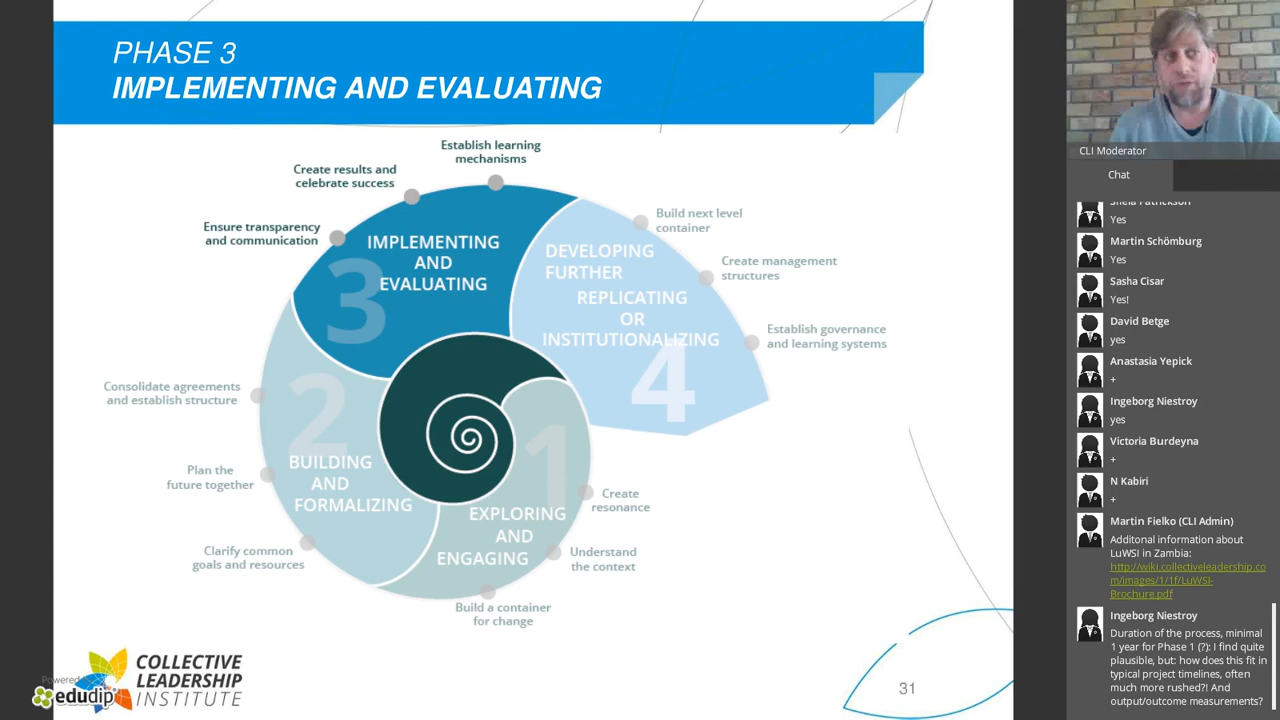 PHASE 3
IMPLEMENTING AND EVALUATING
Establish learning
mechanisms
Create results and
celebrate success
Ensure transparency
and communication
IMPLEMENTING
AND
EVALUATING
3
DEVELOPING
FURTHER
REPLICATING
OR
INSTITUTIONALIZING
4
Build next level
container
Create management
structures
Establish governance
and learning systems
Consolidate agreements
and establish structure
Plan the
future together
Clarify common
goals and resources
2
BUILDING
AND
FORMALIZING
1
EXPLORING
AND
ENGAGING
Create
resonance
Understand
the context
Build a container
for change
COLLECTIVE
LEADERSHIP
INSTITUTE
Powered by
edudip
31
CLI Moderator
Chat
Yes
Martin Schömburg
Yes
Sasha Cisar
Yes!
David Betge
yes
Anastasia Yepick
+
Ingeborg Niestroy
yes
Victoria Burdeyna
+
N Kabiri
+
Martin Fielko (CLI Admin)
Additonal information about
LuWSI in Zambia:
http://wiki.collectiveleadership.co
m/images/1/1f/LuWSI-
Brochure.pdf
Ingeborg Niestroy
Duration of the process, minimal
1 year for Phase 1 (?): I find quite
plausible, but: how does this fit in
typical project timelines, often
much more rushed?! And
output/outcome measurements?